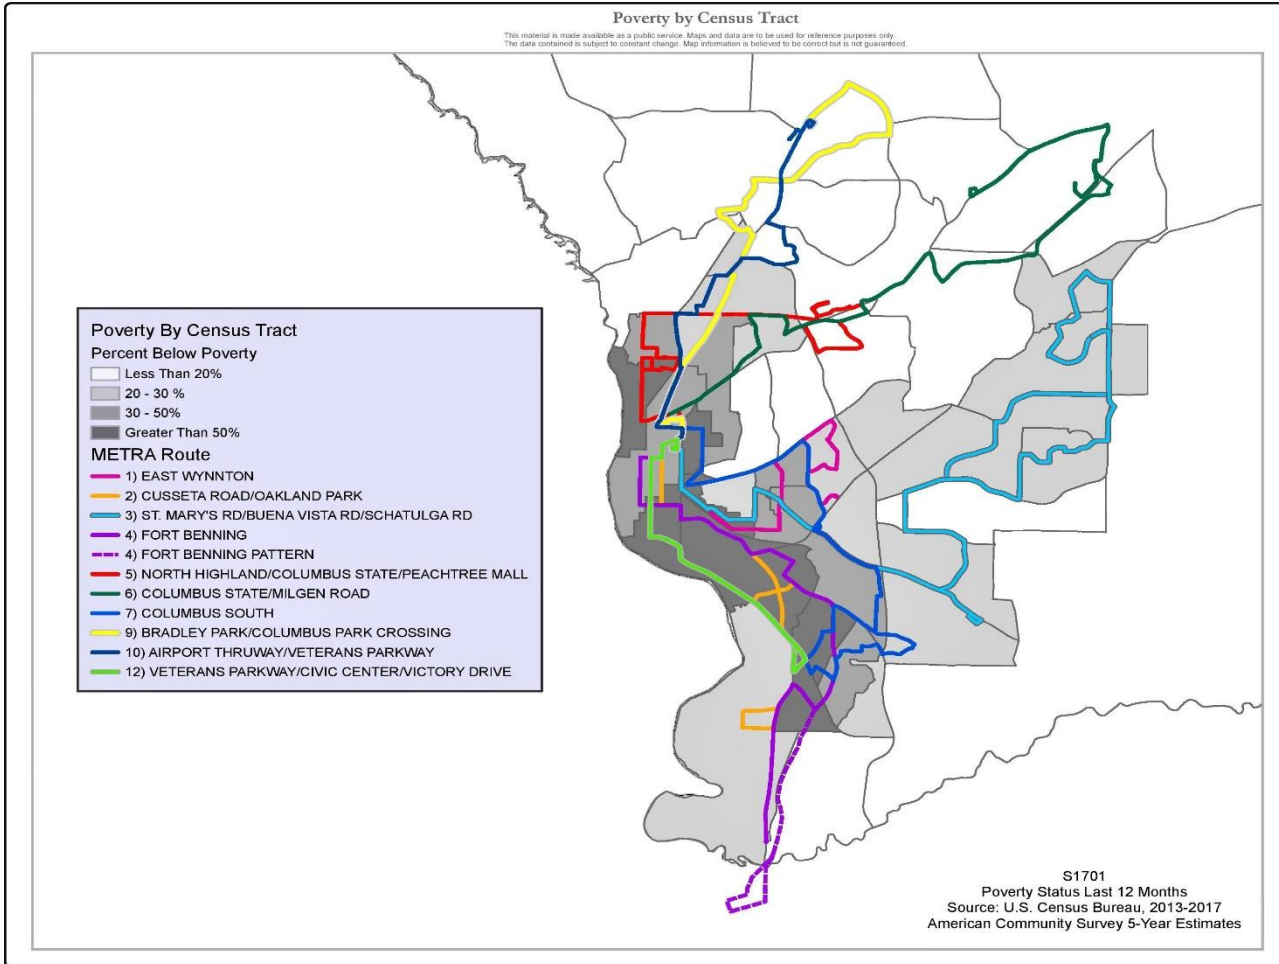 Poverty by Census Tract
This material is made available as a public service. Maps and data are to be used for reference purposes only.
The data contained is subject to constant change. Map information is believed to be correct but is not guaranteed.
Poverty By Census Tract
Percent Below Poverty
Less Than 20%
20 - 30 %
30 - 50%
Greater Than 50%
METRA Route
1) EAST WYNNTON
2) CUSSETA ROAD/OAKLAND PARK
3) ST. MARY'S RD/BUENA VISTA RD/SCHATULGA RD
4) FORT BENNING
4) FORT BENNING PATTERN
5) NORTH HIGHLAND/COLUMBUS STATE/PEACHTREE MALL
6) COLUMBUS STATE/MILGEN ROAD
7) COLUMBUS SOUTH
9) BRADLEY PARK/COLUMBUS PARK CROSSING
10) AIRPORT THRUWAY/VETERANS PARKWAY
12) VETERANS PARKWAY/CIVIC CENTER/VICTORY DRIVE
S1701
Poverty Status Last 12 Months
Source: U.S. Census Bureau, 2013-2017
American Community Survey 5-Year Estimates